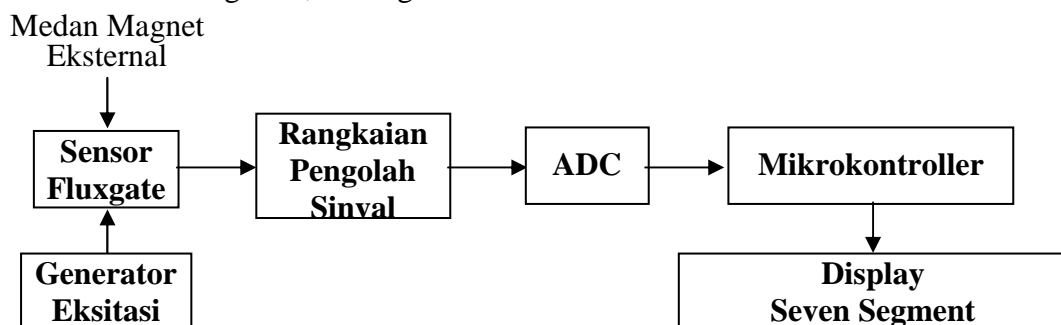 Medan Magnet
Eksternal
Sensor
Fluxgate
Rangkaian
Pengolah
Sinyal
ADC
Mikrokontroller
Generator
Eksitasi
Display
Seven Segment